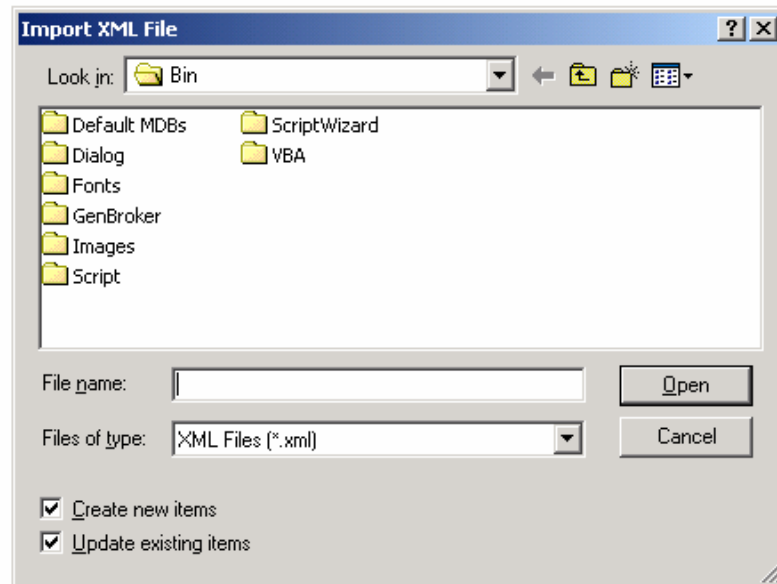 Import XML File
Look in: Bin
Default MDBs ScriptWizard
Dialog VBA
Fonts
GenBroker
Images
Script
File name: Open
Files of type: XML Files (*.xml) Cancel
Create new items
Update existing items